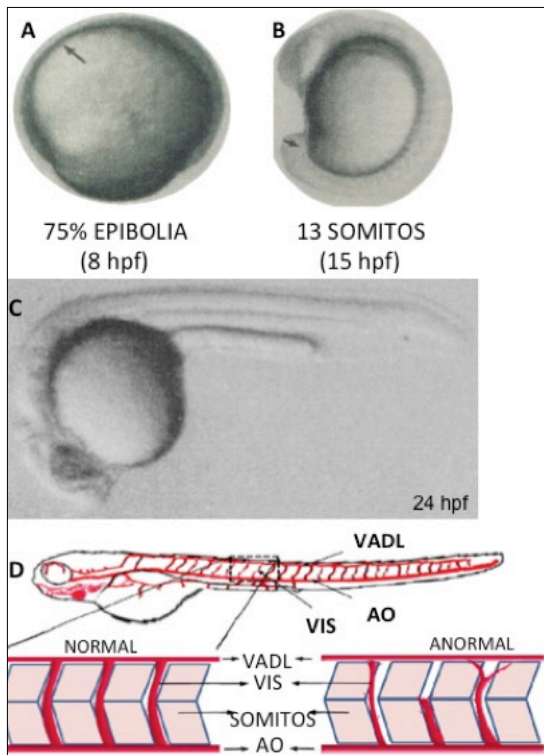 A
B
75% EPIBOLIA
(8 hpf)
13 SOMITOS
(15 hpf)
C
24 hpf
D
VADL
VIS
AO
NORMAL
ANORMAL
VADL
VIS
SOMITOS
AO